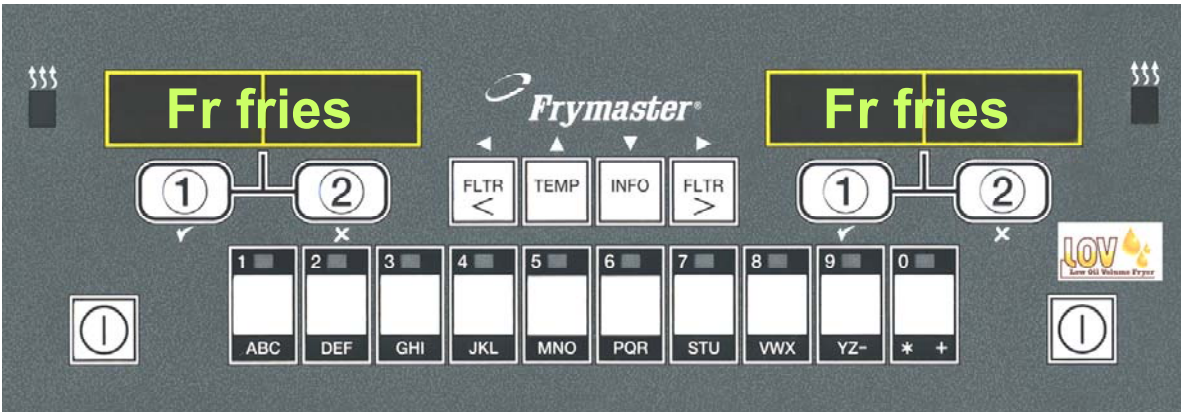 Fr fries
Frymaster®
Fr fries
1 2
FLTR <
TEMP
INFO
FLTR >
1 2
1 2 3 4 5 6 7 8 9 0
ABC DEF GHI JKL MNO PQR STU VWX YZ- * +
LOV
Low Oil Volume Fryer